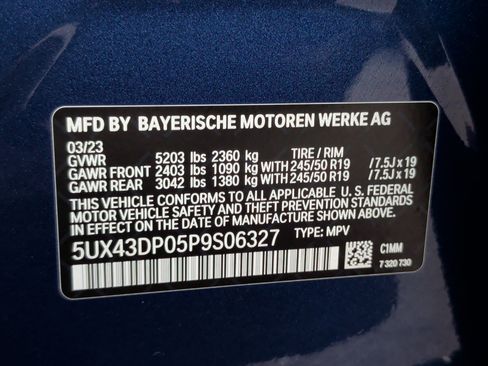 MFD BY BAYERISCHE MOTOREN WERKE AG
03/23 TIRE / RIM
GVWR 5203 lbs 2360 kg
GAWR FRONT 2403 lbs 1090 kg WITH 245/50 R19 / 7.5J x 19
GAWR REAR 3042 lbs 1380 kg WITH 245/50 R19 / 7.5J x 19
THIS VEHICLE CONFORMS TO ALL APPLICABLE U. S. FEDERAL
MOTOR VEHICLE SAFETY AND THEFT PREVENTION STANDARDS
IN EFFECT ON THE DATE OF MANUFACTURE SHOWN ABOVE.
5UX43DP05P9S06327 TYPE: MPV
C1MM
7 320 730